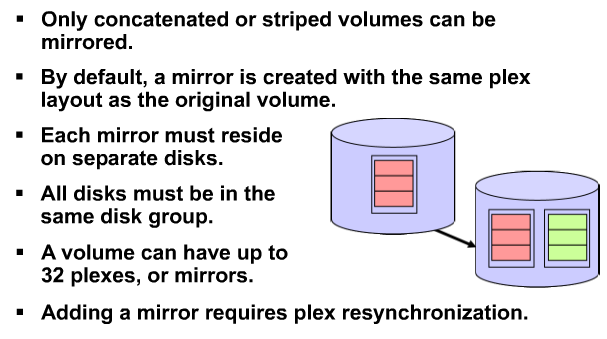 ▪ Only concatenated or striped volumes can be
mirrored.
▪ By default, a mirror is created with the same plex
layout as the original volume.
▪ Each mirror must reside
on separate disks.
▪ All disks must be in the
same disk group.
▪ A volume can have up to
32 plexes, or mirrors.
▪ Adding a mirror requires plex resynchronization.